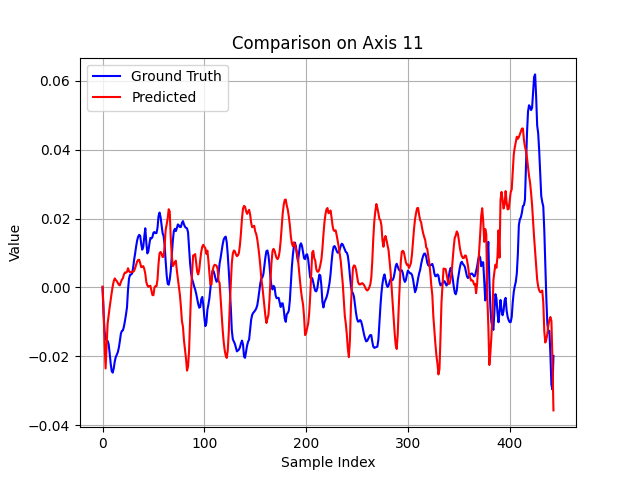 Comparison on Axis 11
Ground Truth
Predicted
0.06
0.04
0.02
0.00
−0.02
−0.04
Value
0 100 200 300 400
Sample Index